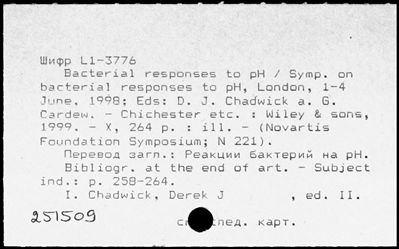 Шифр L1-3776
Bacterial responses to pH / Symp. on
bacterial responses to pH, London, 1-4
June, 1998; Eds: D. J. Chadwick a. G.
Cardew. - Chichester etc. : Wiley & sons,
1999. - X, 264 p. : ill. - (Novartis
Foundation Symposium; N 221).
Перевод загл.: Реакции бактерий на pH.
Bibliogr. at the end of art. - Subject
ind.: p. 258-264.
I. Chadwick, Derek J , ed. II.
251509
след. карт.